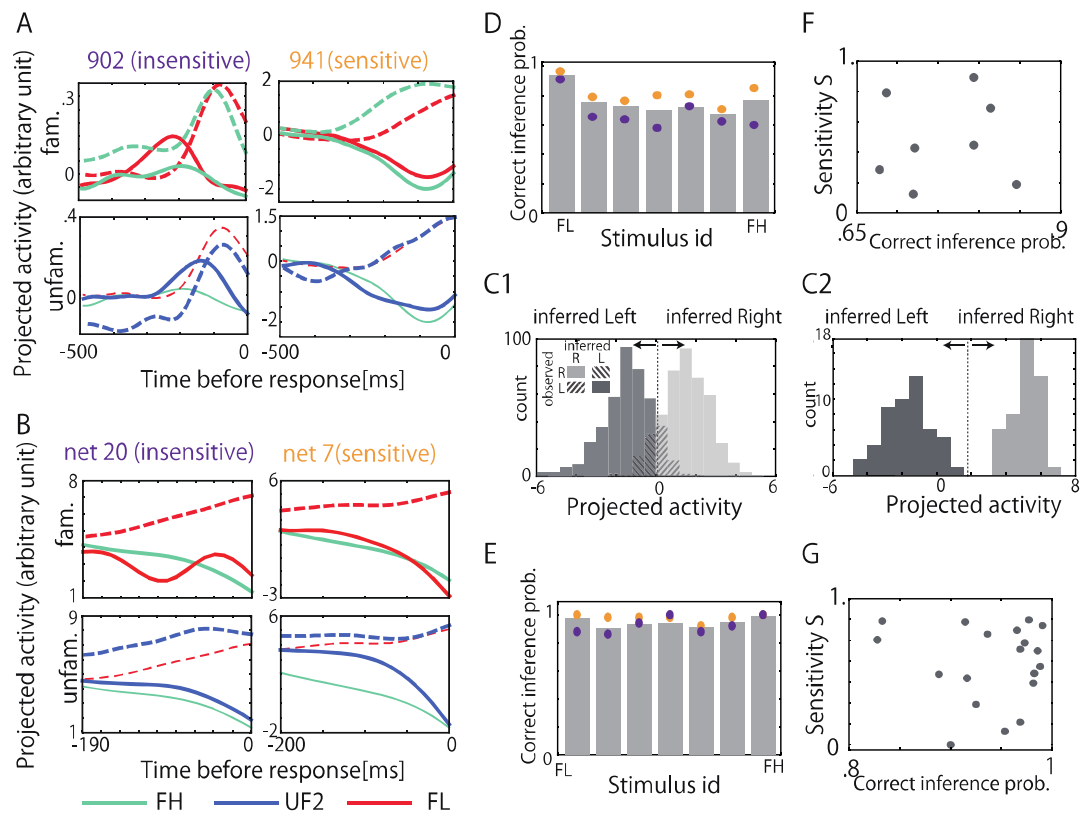 A
902 (insensitive)
941(sensitive)
Projected activity (arbitrary unit)
fam.
unfam.
.3
0
2
0
-2
.4
0
1.5
0
-2
-500
0
-500
0
Time before response[ms]
B
net 20 (insensitive)
net 7(sensitive)
Projected activity (arbitrary unit)
fam.
unfam.
8
1
6
-3
9
1
6
-2
-190
0
-200
0
Time before response[ms]
FH
UF2
FL
D
Correct inference prob.
1
0
FL
FH
Stimulus id
C1
inferred Left
inferred Right
100
0
count
inferred
R L
observed
R
L
-6
0
6
Projected activity
E
Correct inference prob.
1
0
FL
FH
Stimulus id
F
Sensitivity S
1
0
.65
.9
Correct inference prob.
C2
inferred Left
inferred Right
18
10
0
count
-6
0
4
8
Projected activity
G
Sensitivity S
.1
0
.8
1
Correct inference prob.